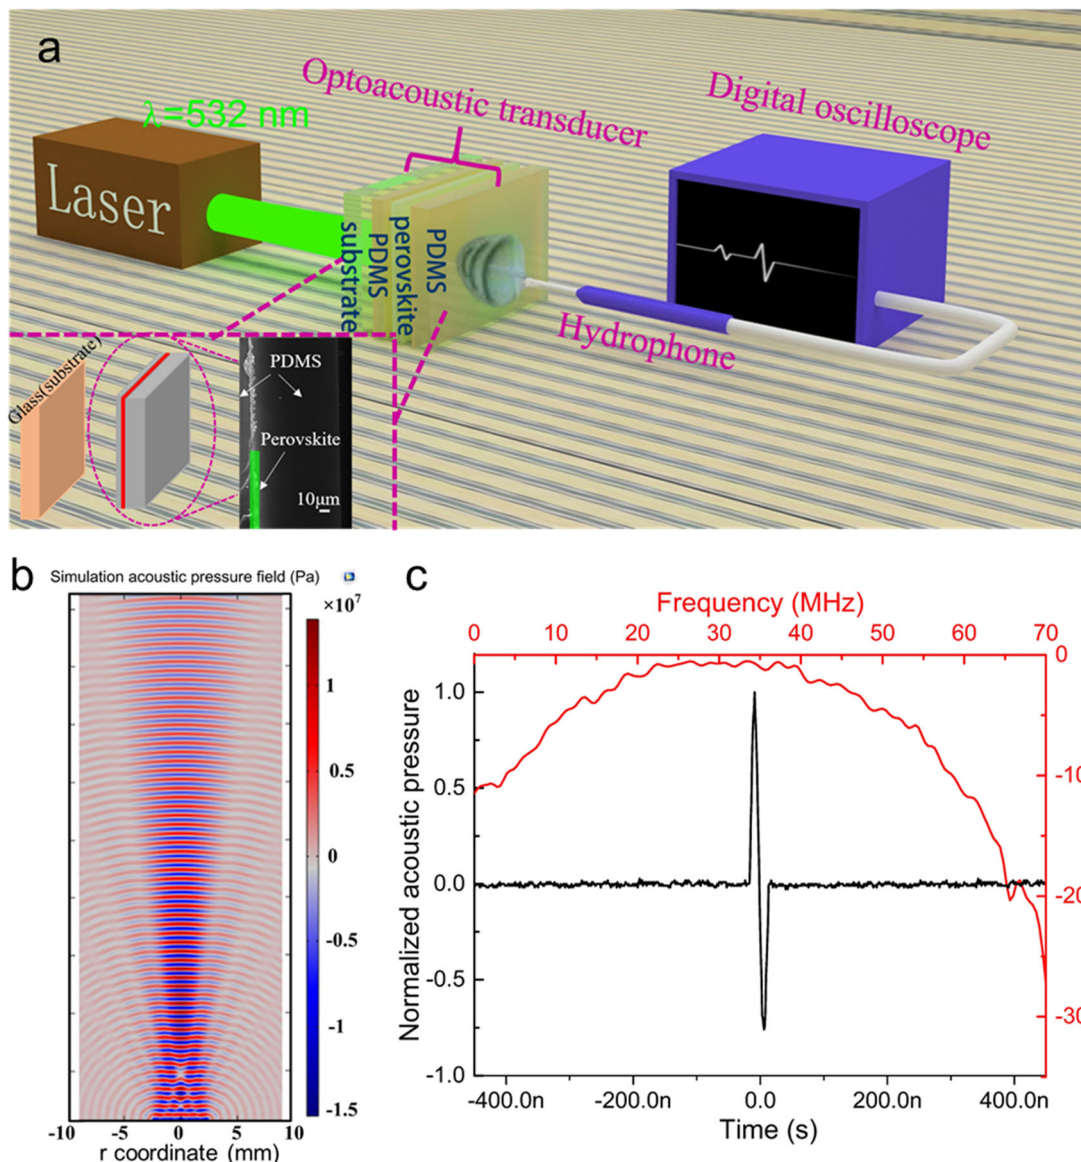 a
Optoacoustic transducer
Digital oscilloscope
λ=532 nm
Laser
substrate
PDMS
perovskite
PDMS
Hydrophone
Glass(substrate)
PDMS
Perovskite
10μm
b
Simulation acoustic pressure field (Pa)
×10⁷
1
0.5
0
-0.5
-1
-1.5
-10 -5 0 5 10
r coordinate (mm)
c
Frequency (MHz)
0 10 20 30 40 50 60 70
Normalized acoustic pressure
1.0
0.5
0.0
-0.5
-1.0
0
-10
-20
-30
-400.0n -200.0n 0.0 200.0n 400.0n
Time (s)